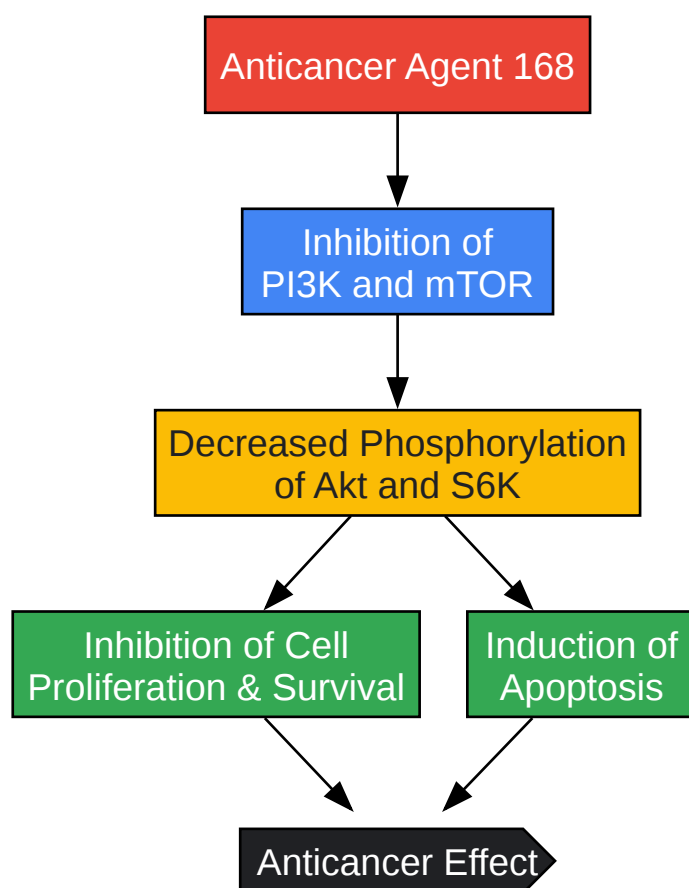 Anticancer Agent 168
Inhibition of
PI3K and mTOR
Decreased Phosphorylation
of Akt and S6K
Inhibition of Cell
Proliferation & Survival
Induction of
Apoptosis
Anticancer Effect